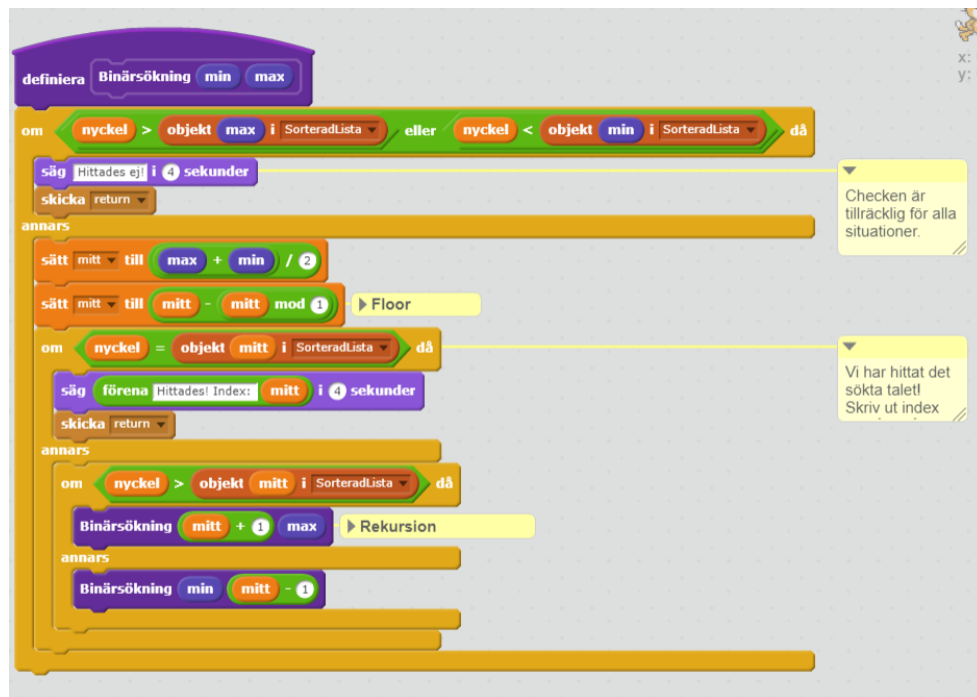 definiera Binärsökning min max
om nyckel > objekt max i SorteradLista eller nyckel < objekt min i SorteradLista då
säg Hittades ej! i 4 sekunder
skicka return
annars
sätt mitt till max + min / 2
sätt mitt till mitt - mitt mod 1
Floor
om nyckel = objekt mitt i SorteradLista då
säg förena Hittades! Index: mitt i 4 sekunder
skicka return
annars
om nyckel > objekt mitt i SorteradLista då
Binärsökning mitt + 1 max
Rekursion
annars
Binärsökning min mitt - 1
Checken är
tillräcklig för alla
situationer.
Vi har hittat det
sökta talet!
Skriv ut index
x:
y: